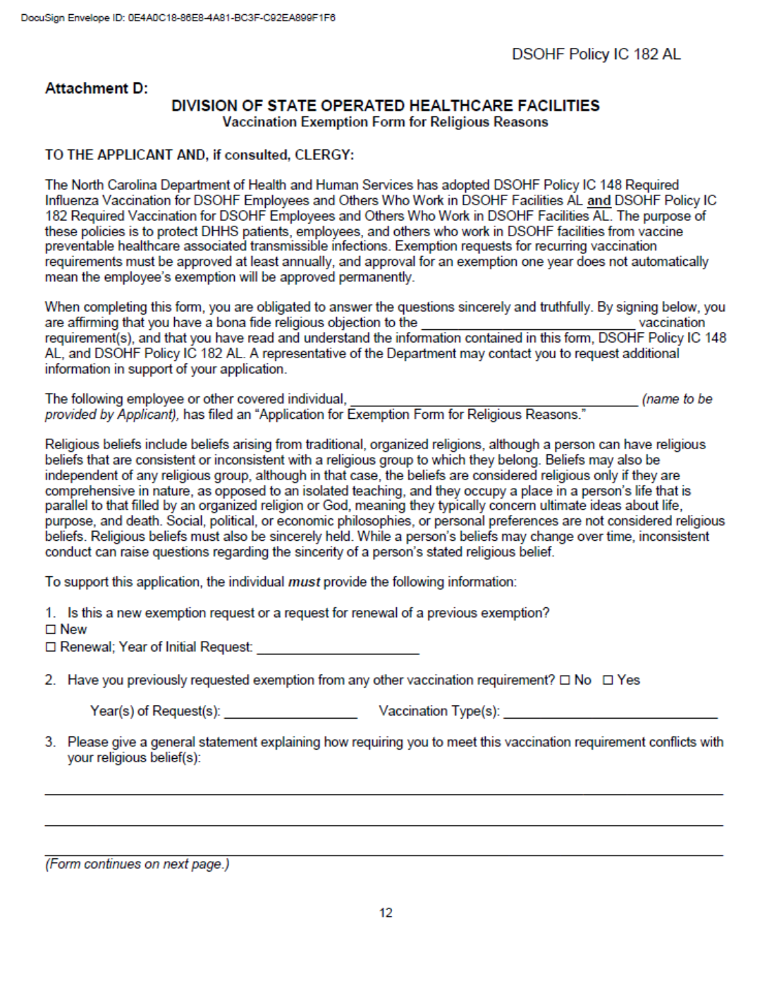 DocuSign Envelope ID: 0E4A0C18-86E8-4A81-BC3F-C92EA899F1F6
DSOHF Policy IC 182 AL
Attachment D:
DIVISION OF STATE OPERATED HEALTHCARE FACILITIES
Vaccination Exemption Form for Religious Reasons
TO THE APPLICANT AND, if consulted, CLERGY:
The North Carolina Department of Health and Human Services has adopted DSOHF Policy IC 148 Required
Influenza Vaccination for DSOHF Employees and Others Who Work in DSOHF Facilities AL and DSOHF Policy IC
182 Required Vaccination for DSOHF Employees and Others Who Work in DSOHF Facilities AL. The purpose of
these policies is to protect DHHS patients, employees, and others who work in DSOHF facilities from vaccine
preventable healthcare associated transmissible infections. Exemption requests for recurring vaccination
requirements must be approved at least annually, and approval for an exemption one year does not automatically
mean the employee's exemption will be approved permanently.
When completing this form, you are obligated to answer the questions sincerely and truthfully. By signing below, you
are affirming that you have a bona fide religious objection to the ____________________________ vaccination
requirement(s), and that you have read and understand the information contained in this form, DSOHF Policy IC 148
AL, and DSOHF Policy IC 182 AL. A representative of the Department may contact you to request additional
information in support of your application.
The following employee or other covered individual, ______________________________________ (name to be
provided by Applicant), has filed an “Application for Exemption Form for Religious Reasons.”
Religious beliefs include beliefs arising from traditional, organized religions, although a person can have religious
beliefs that are consistent or inconsistent with a religious group to which they belong. Beliefs may also be
independent of any religious group, although in that case, the beliefs are considered religious only if they are
comprehensive in nature, as opposed to an isolated teaching, and they occupy a place in a person's life that is
parallel to that filled by an organized religion or God, meaning they typically concern ultimate ideas about life,
purpose, and death. Social, political, or economic philosophies, or personal preferences are not considered religious
beliefs. Religious beliefs must also be sincerely held. While a person's beliefs may change over time, inconsistent
conduct can raise questions regarding the sincerity of a person's stated religious belief.
To support this application, the individual must provide the following information:
1. Is this a new exemption request or a request for renewal of a previous exemption?
☐ New
☐ Renewal; Year of Initial Request: _____________________
2. Have you previously requested exemption from any other vaccination requirement? ☐ No ☐ Yes
Year(s) of Request(s): _________________ Vaccination Type(s): ____________________________
3. Please give a general statement explaining how requiring you to meet this vaccination requirement conflicts with
your religious belief(s):
(Form continues on next page.)
12